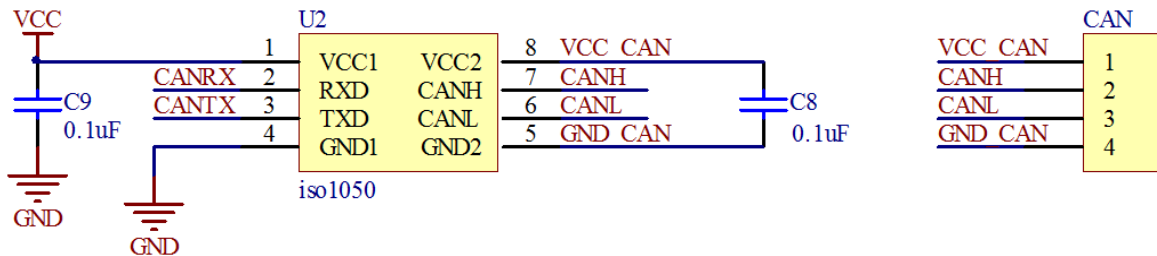 VCC
C9
0.1uF
GND
GND
U2
1
2
3
4
CANRX
CANTX
VCC1
RXD
TXD
GND1
VCC2
CANH
CANL
GND2
iso1050
8
7
6
5
VCC_CAN
CANH
CANL
GND_CAN
C8
0.1uF
CAN
VCC_CAN
CANH
CANL
GND_CAN
1
2
3
4